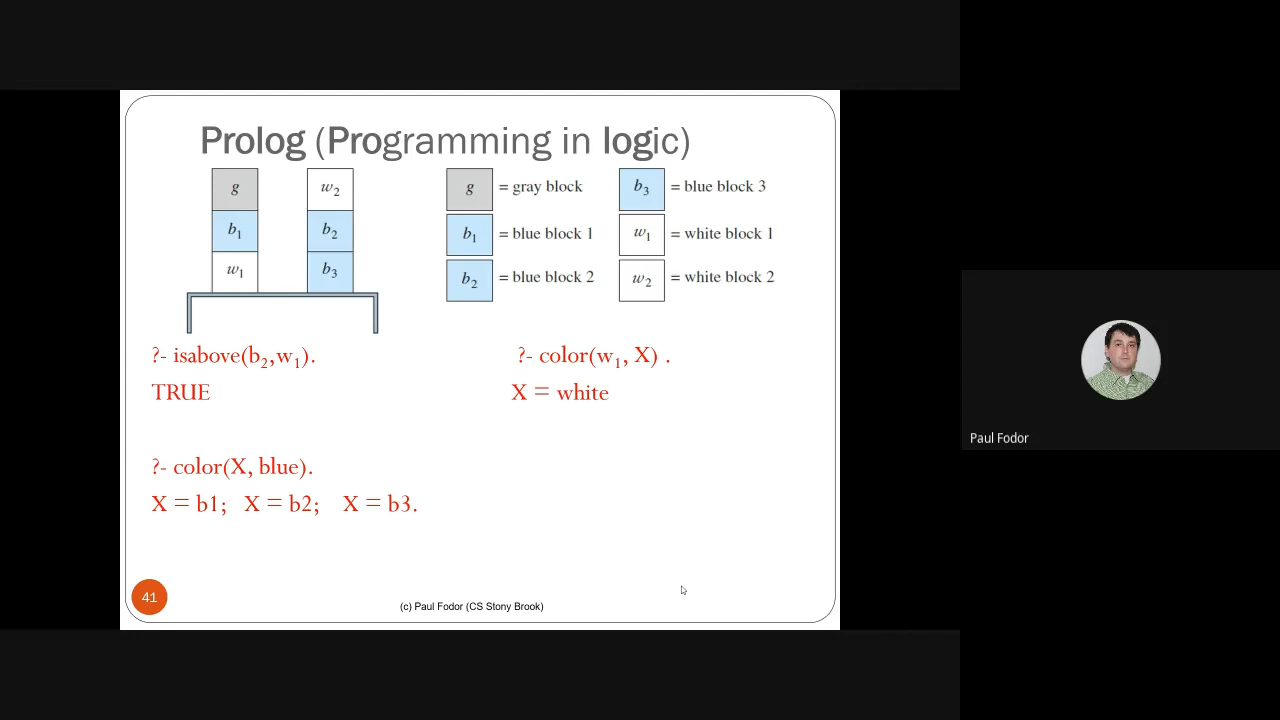 Prolog (Programming in logic)
g w₂ g = gray block b₃ = blue block 3
b₁ b₂ b₁ = blue block 1 w₁ = white block 1
w₁ b₃ b₂ = blue block 2 w₂ = white block 2
?- isabove(b₂,w₁). ?- color(w₁, X) .
TRUE X = white
?- color(X, blue).
X = b1; X = b2; X = b3.
41 (c) Paul Fodor (CS Stony Brook)
Paul Fodor